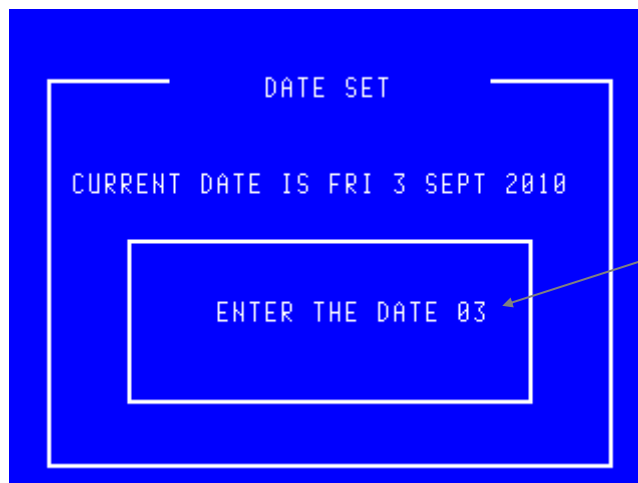 DATE SET
CURRENT DATE IS FRI 3 SEPT 2010
ENTER THE DATE 03